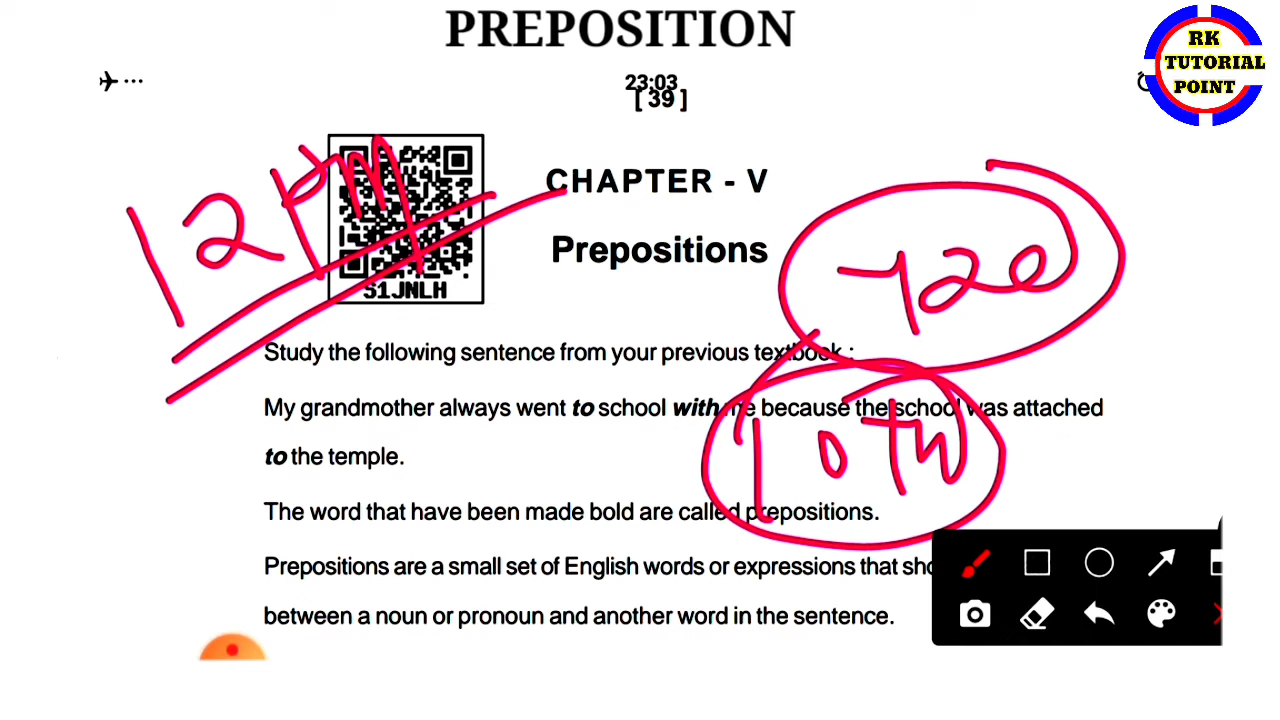 PREPOSITION
RK
TUTORIAL
POINT
23:03
[ 39 ]
12 pm
S1JNLH
CHAPTER - V
Prepositions
Study the following sentence from your previous textbook :
My grandmother always went to school with me because the school was attached
to the temple.
10th
The word that have been made bold are called prepositions.
Prepositions are a small set of English words or expressions that sho
between a noun or pronoun and another word in the sentence.